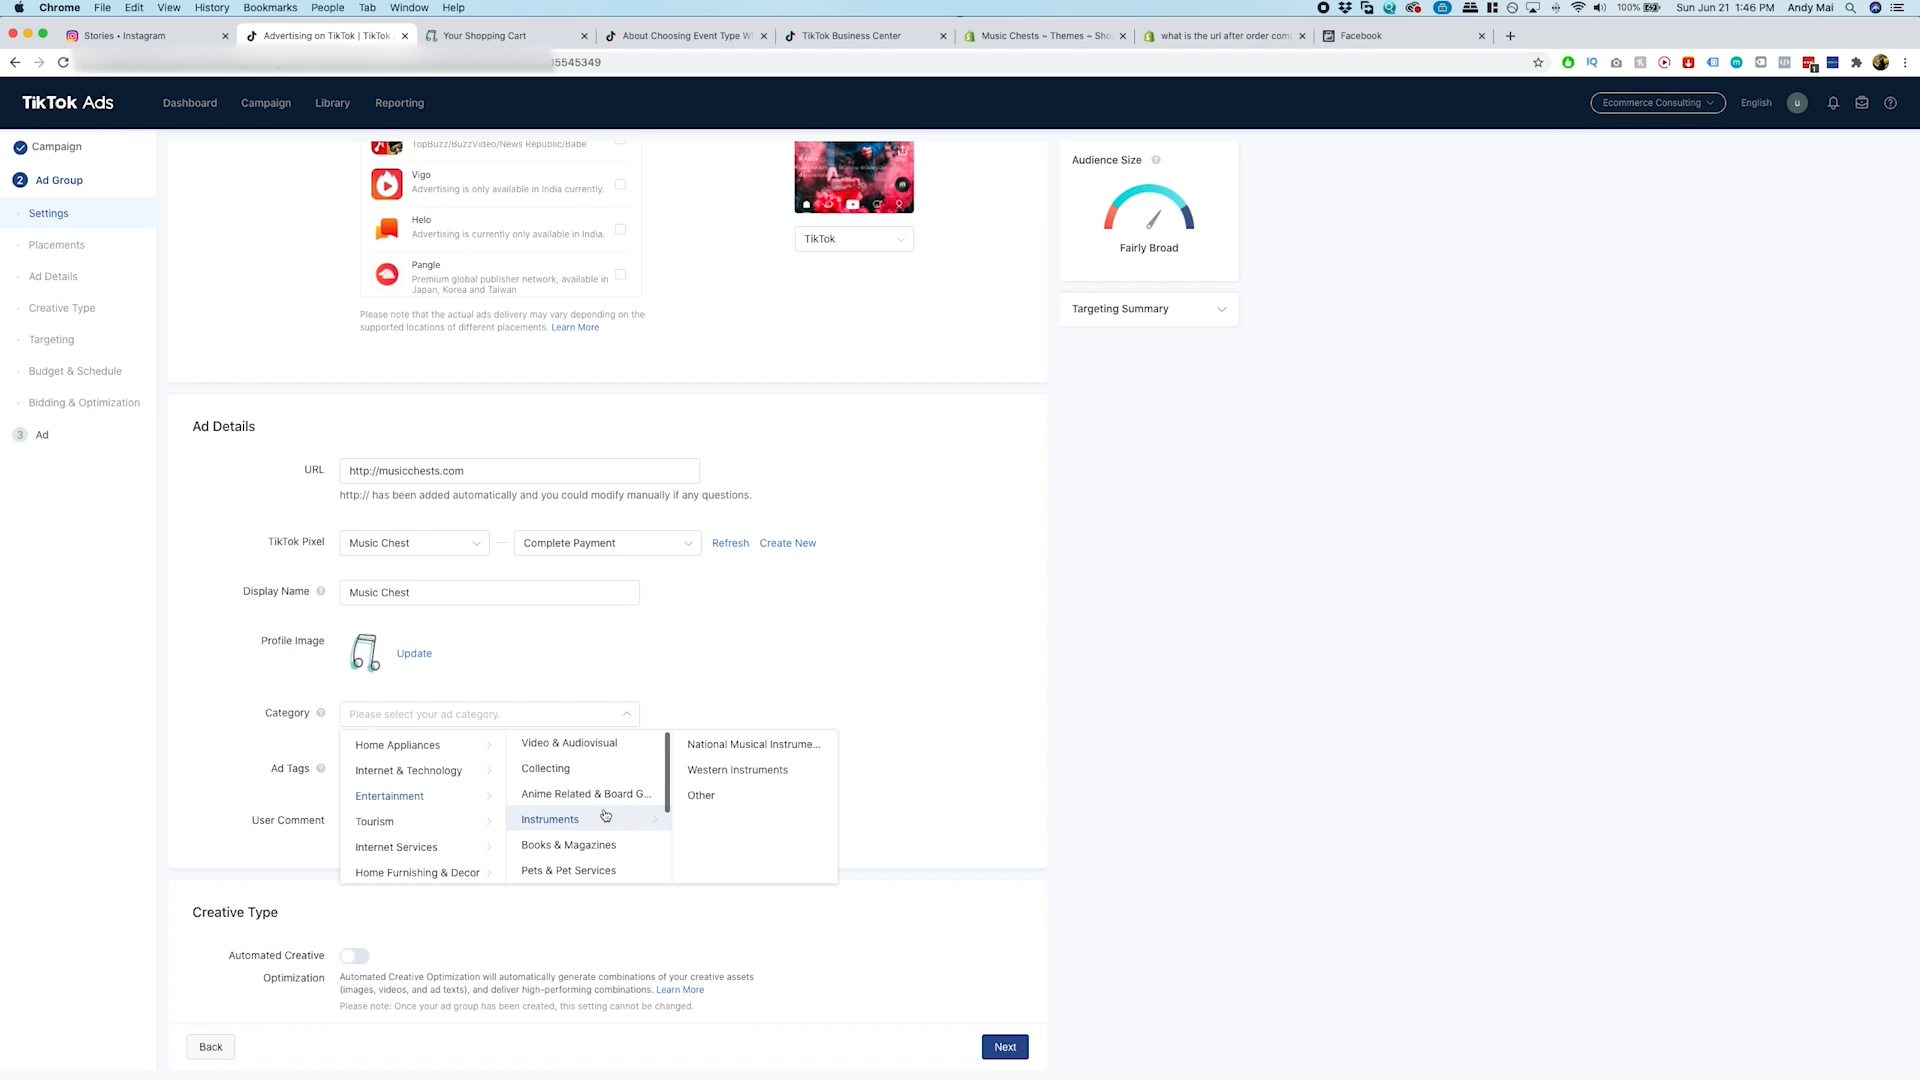 Chrome File Edit View History Bookmarks People Tab Window Help
100% Sun Jun 21 1:46 PM Andy Mai
Stories • Instagram
Advertising on TikTok | TikTok
Your Shopping Cart
About Choosing Event Type W
TikTok Business Center
Music Chests ~ Themes ~ Sho
what is the url after order com
Facebook
35545349
TikTok Ads
Dashboard Campaign Library Reporting
Ecommerce Consulting
English
u
Campaign
2 Ad Group
Settings
Placements
Ad Details
Creative Type
Targeting
Budget & Schedule
Bidding & Optimization
3 Ad
TopBuzz/BuzzVideo/News Republic/Babe
Vigo
Advertising is only available in India currently.
Helo
Advertising is currently only available in India.
Pangle
Premium global publisher network, available in
Japan, Korea and Taiwan
Please note that the actual ads delivery may vary depending on the
supported locations of different placements. Learn More
TikTok
Audience Size
Fairly Broad
Targeting Summary
Ad Details
URL
http://musicchests.com
http:// has been added automatically and you could modify manually if any questions.
TikTok Pixel
Music Chest
Complete Payment
Refresh Create New
Display Name
Music Chest
Profile Image
Update
Category
Please select your ad category.
Ad Tags
User Comment
Home Appliances
Internet & Technology
Entertainment
Tourism
Internet Services
Home Furnishing & Decor
Video & Audiovisual
Collecting
Anime Related & Board G...
Instruments
Books & Magazines
Pets & Pet Services
National Musical Instrume...
Western Instruments
Other
Creative Type
Automated Creative
Optimization
Automated Creative Optimization will automatically generate combinations of your creative assets
(images, videos, and ad texts), and deliver high-performing combinations. Learn More
Please note: Once your ad group has been created, this setting cannot be changed.
Back
Next